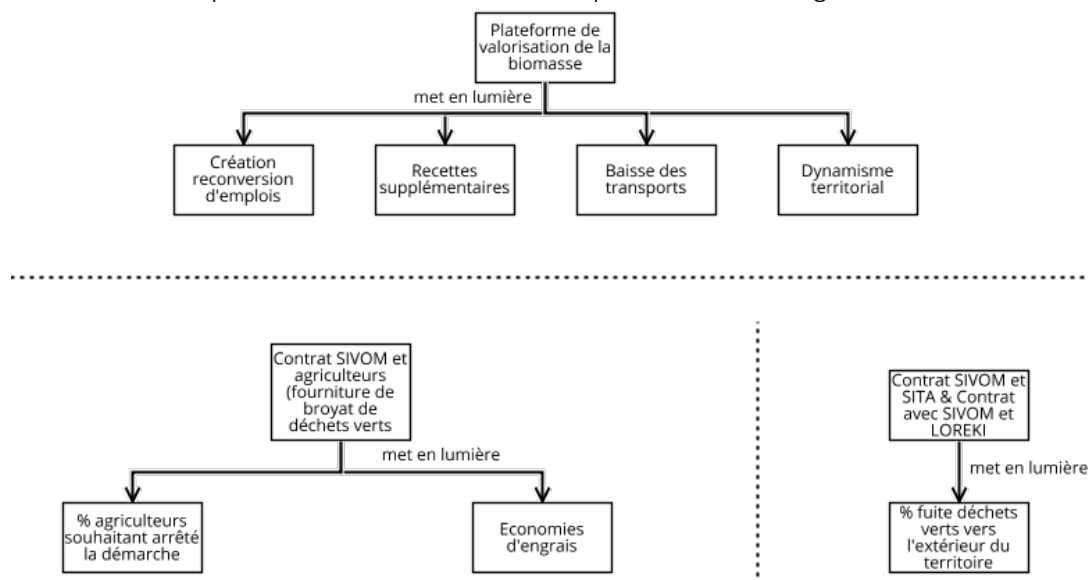 Plateforme de
valorisation de la
biomasse
met en lumière
Création
reconversion
d'emplois
Recettes
supplémentaires
Baisse des
transports
Dynamisme
territorial
Contrat SIVOM et
agriculteurs
(fourniture de
broyat de
déchets verts
met en lumière
% agriculteurs
souhaitant arrêté
la démarche
Economies
d'engrais
Contrat SIVOM et
SITA & Contrat
avec SIVOM et
LOREKI
met en lumière
% fuite déchets
verts vers
l'extérieur du
territoire